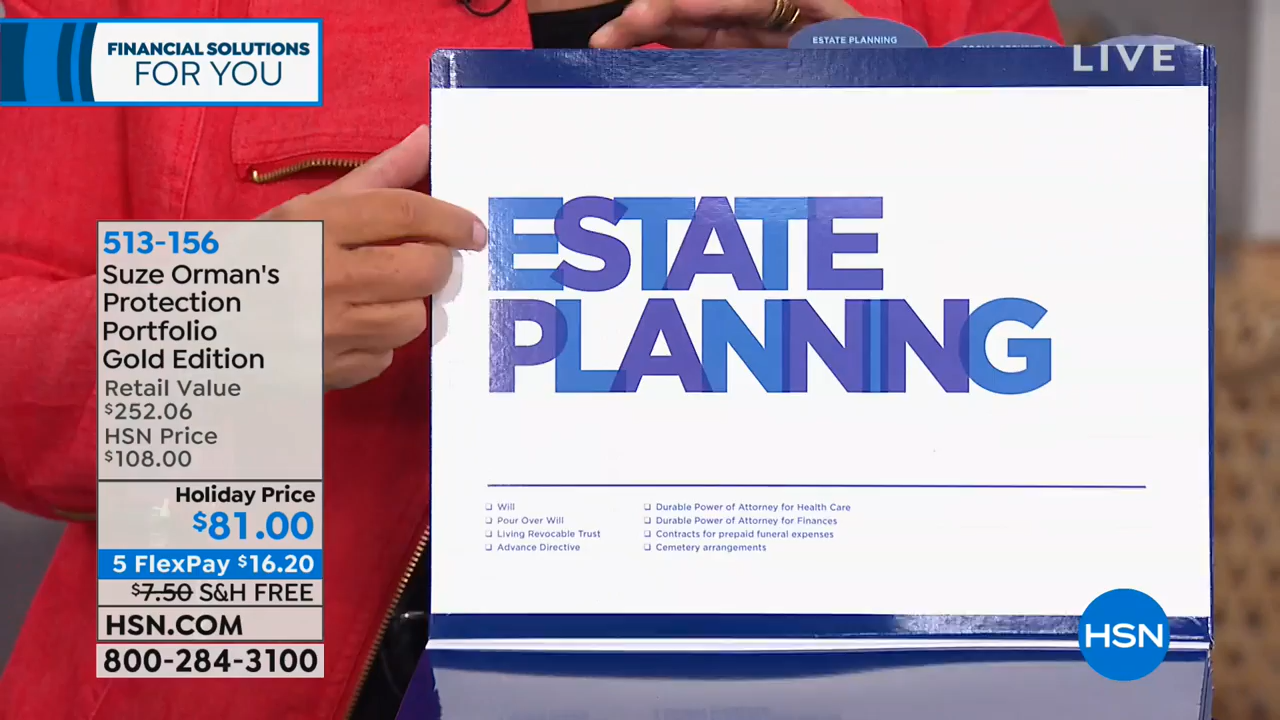 FINANCIAL SOLUTIONS
FOR YOU
ESTATE PLANNING
LIVE
ESTATE
PLANNING
❑ Will
❑ Pour Over Will
❑ Living Revocable Trust
❑ Advance Directive
❑ Durable Power of Attorney for Health Care
❑ Durable Power of Attorney for Finances
❑ Contracts for prepaid funeral expenses
❑ Cemetery arrangements
513-156
Suze Orman's
Protection
Portfolio
Gold Edition
Retail Value
$252.06
HSN Price
$108.00
Holiday Price
$81.00
5 FlexPay $16.20
$7.50 S&H FREE
HSN.COM
800-284-3100
HSN